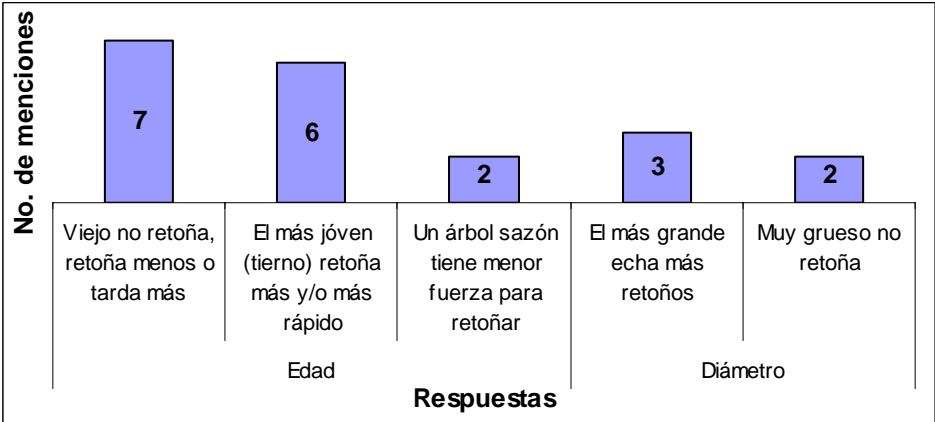 No. de menciones
7
6
2
3
2
Viejo no retoña,
retoña menos o
tarda más
El más jóven
(tierno) retoña
más y/o más
rápido
Un árbol sazón
tiene menor
fuerza para
retoñar
El más grande
echa más
retoños
Muy grueso no
retoña
Edad
Diámetro
Respuestas